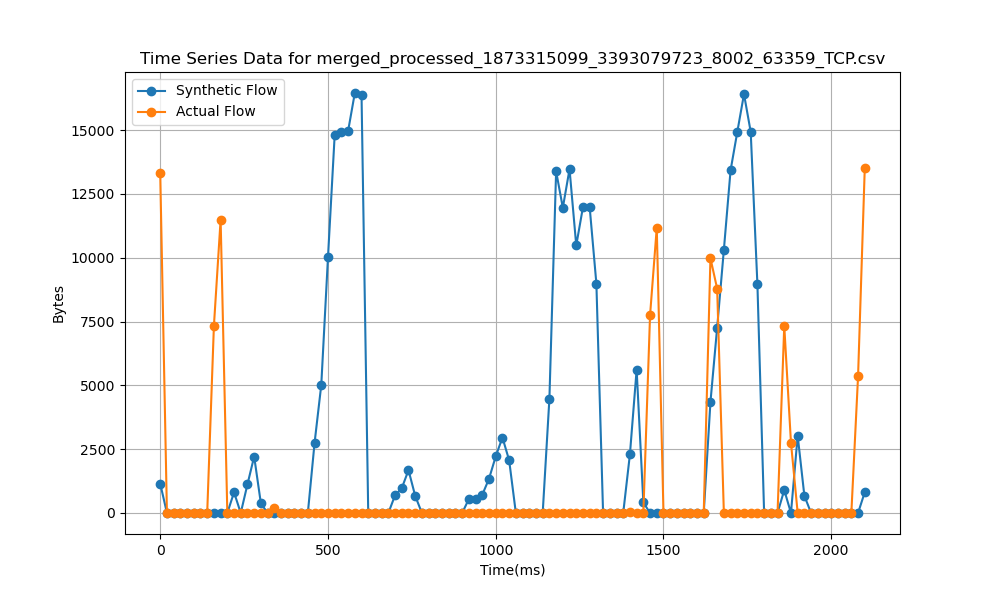 Time Series Data for merged_processed_1873315099_3393079723_8002_63359_TCP.csv
Synthetic Flow
Actual Flow
Bytes
15000
12500
10000
7500
5000
2500
0
0 500 1000 1500 2000
Time(ms)